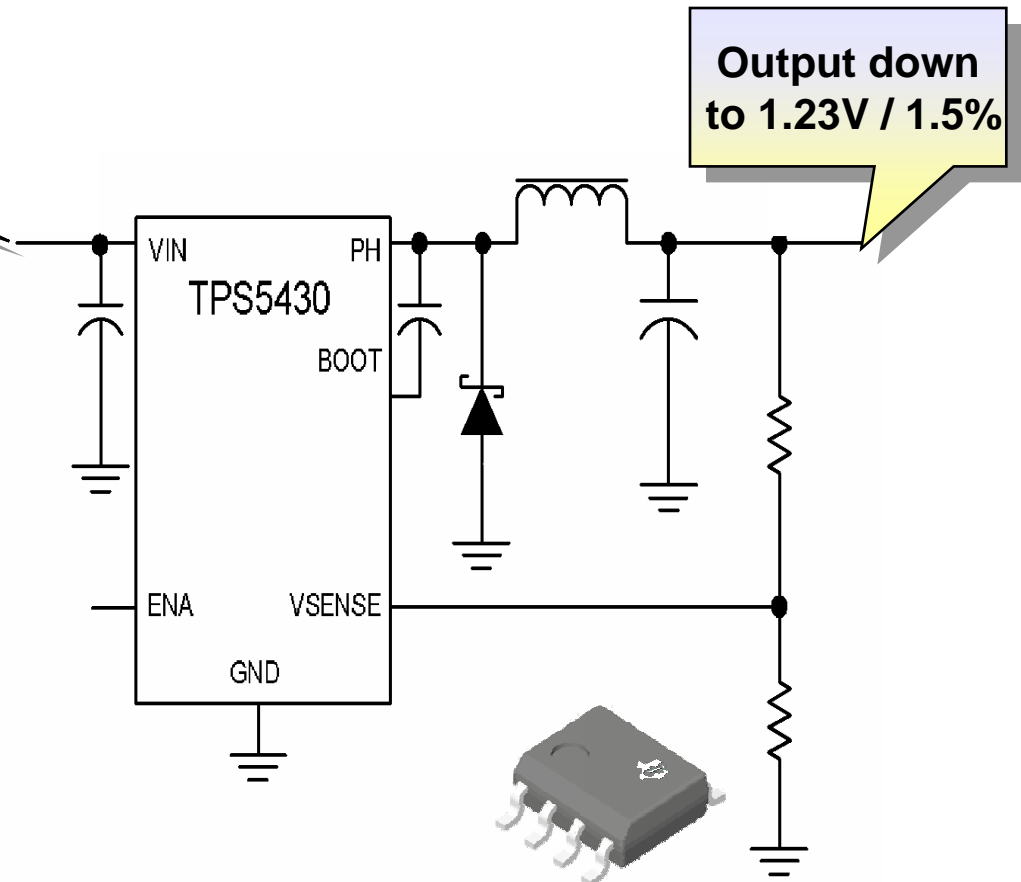 Output down
to 1.23V / 1.5%
VIN
PH
TPS5430
BOOT
ENA
VSENSE
GND